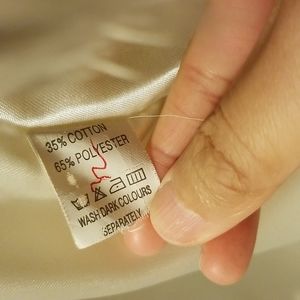 35% COTTON
65% POLYESTER
WASH DARK COLOURS
SEPARATELY